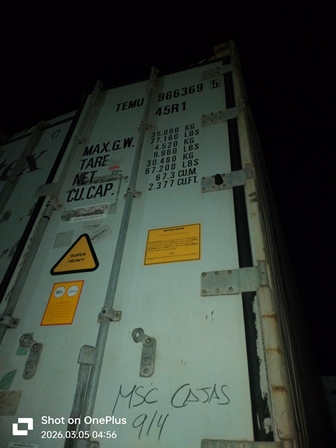 TEMU 966369 5
45R1
MAX.G.W. 35.000 KG
77.160 LBS
TARE 4.520 KG
9.960 LBS
NET 30.480 KG
67.200 LBS
CU.CAP. 67.3 CU.M.
2.377 CU.FT.
SUPER
HEAVY
MSC CAJAS
9/4
Shot on OnePlus
2026.03.05 04:56